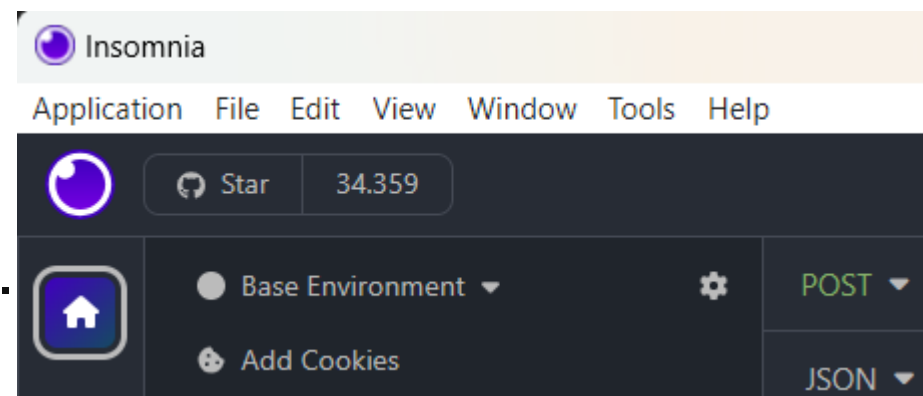 Insomnia
Application File Edit View Window Tools Help
Star 34.359
Base Environment POST
Add Cookies JSON